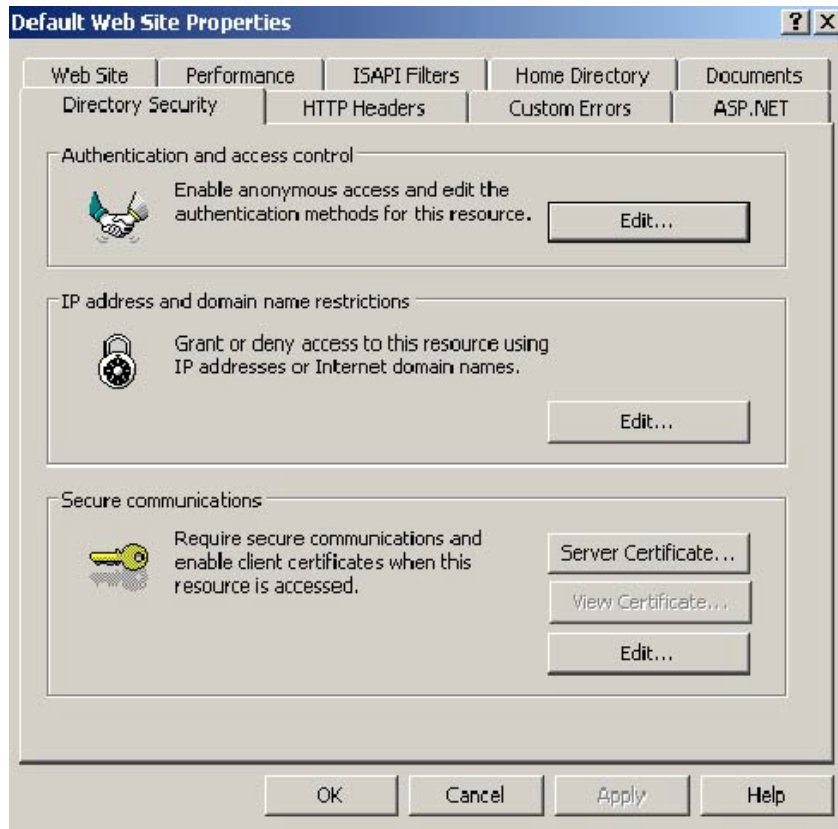 Default Web Site Properties
? X
Web Site Performance ISAPI Filters Home Directory Documents
Directory Security HTTP Headers Custom Errors ASP.NET
Authentication and access control
Enable anonymous access and edit the
authentication methods for this resource.
Edit...
IP address and domain name restrictions
Grant or deny access to this resource using
IP addresses or Internet domain names.
Edit...
Secure communications
Require secure communications and
enable client certificates when this
resource is accessed.
Server Certificate...
View Certificate...
Edit...
OK Cancel Apply Help